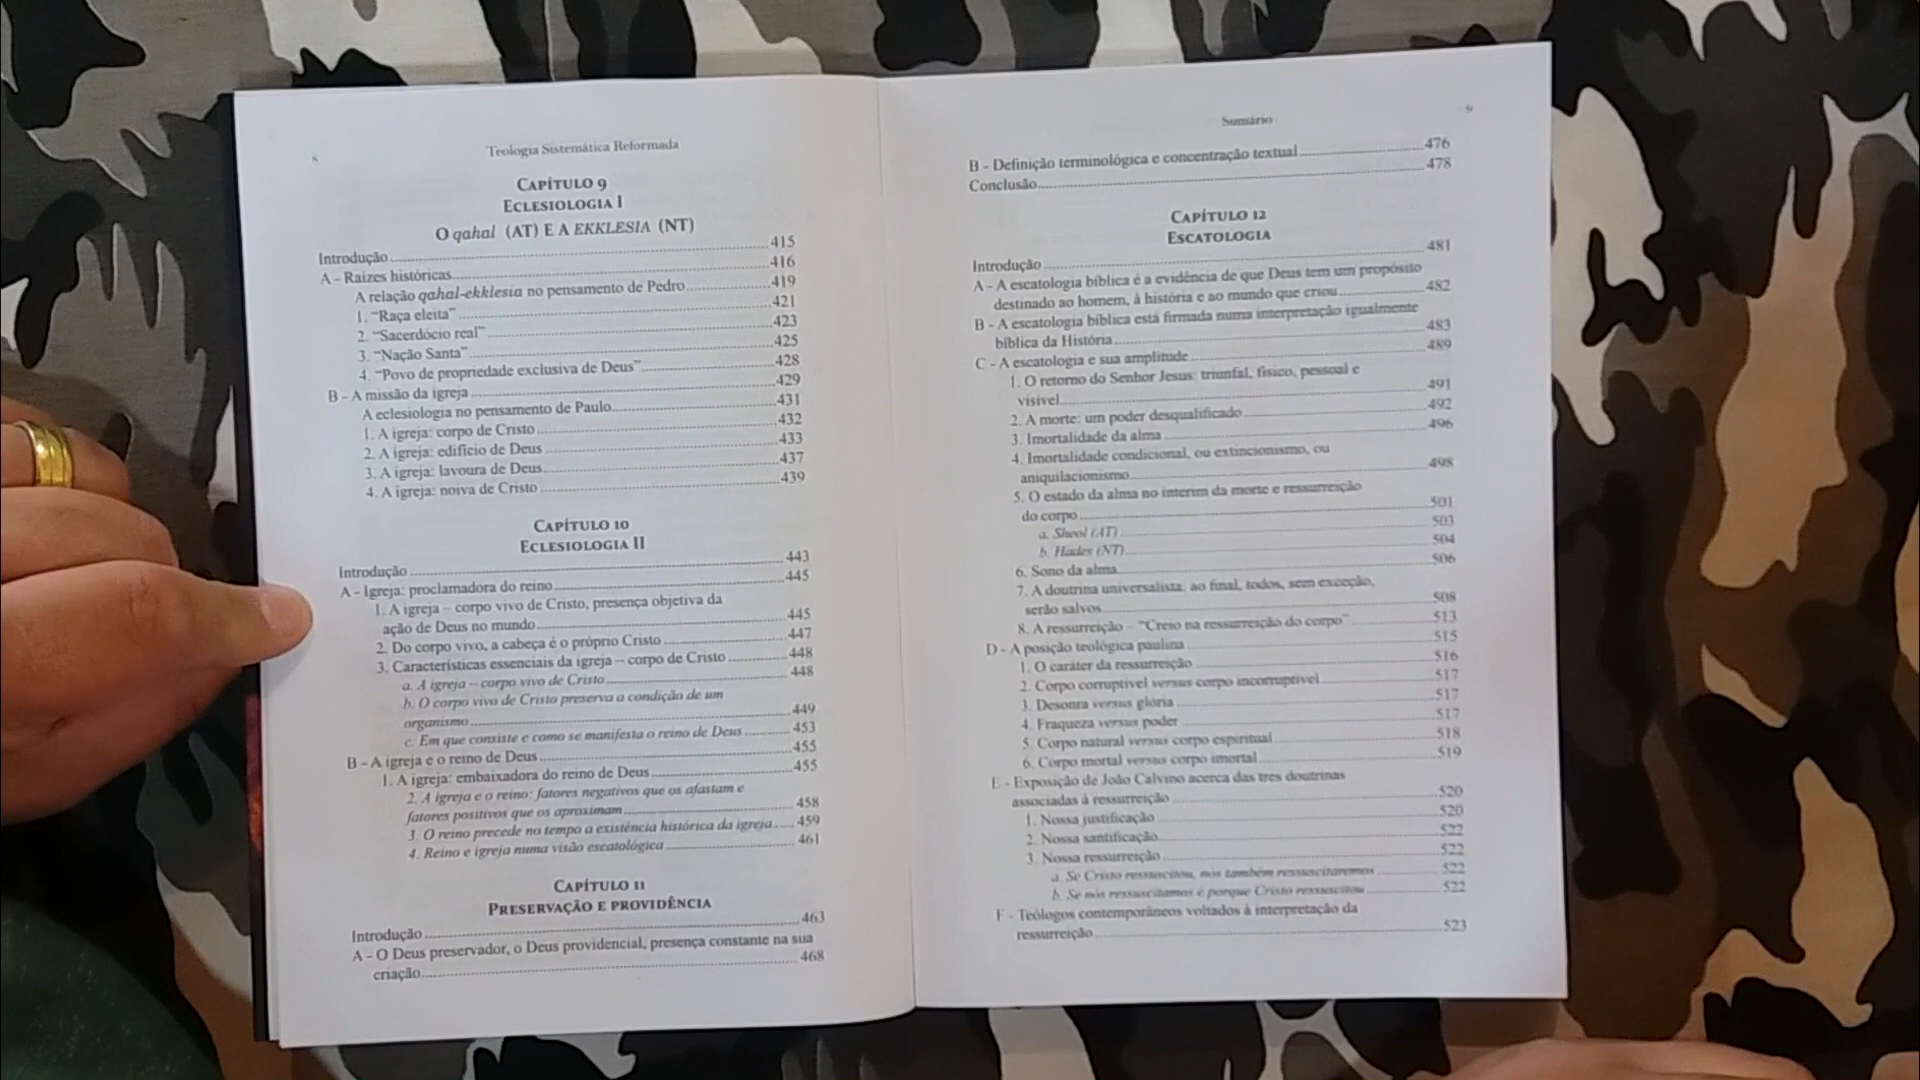 8
Teologia Sistemática Reformada
CAPÍTULO 9
ECLESIOLOGIA I
O qahal (AT) E A EKKLESIA (NT)
Introdução 415
A - Raízes históricas 416
A relação qahal-ekklesia no pensamento de Pedro 419
1. “Raça eleita” 421
2. “Sacerdócio real” 423
3. “Nação Santa” 425
4. “Povo de propriedade exclusiva de Deus” 428
B - A missão da igreja 429
A eclesiologia no pensamento de Paulo 431
1. A igreja: corpo de Cristo 432
2. A igreja: edifício de Deus 433
3. A igreja: lavoura de Deus 437
4. A igreja: noiva de Cristo 439
CAPÍTULO 10
ECLESIOLOGIA II
Introdução 443
A - Igreja: proclamadora do reino 445
1. A igreja – corpo vivo de Cristo, presença objetiva da
ação de Deus no mundo 445
2. Do corpo vivo, a cabeça é o próprio Cristo 447
3. Características essenciais da igreja – corpo de Cristo 448
a. A igreja – corpo vivo de Cristo 448
b. O corpo vivo de Cristo preserva a condição de um
organismo 449
c. Em que consiste e como se manifesta o reino de Deus 453
B - A igreja e o reino de Deus 455
1. A igreja: embaixadora do reino de Deus 455
2. A igreja e o reino: fatores negativos que os afastam e
fatores positivos que os aproximam 458
3. O reino precede no tempo a existência histórica da igreja 459
4. Reino e igreja numa visão escatológica 461
CAPÍTULO 11
PRESERVAÇÃO E PROVIDÊNCIA
Introdução 463
A - O Deus preservador, o Deus providencial, presença constante na sua
criação 468
Sumário
9
B - Definição terminológica e concentração textual 476
Conclusão 478
CAPÍTULO 12
ESCATOLOGIA
Introdução 481
A - A escatologia bíblica é a evidência de que Deus tem um propósito
destinado ao homem, à história e ao mundo que criou 482
B - A escatologia bíblica está firmada numa interpretação igualmente
bíblica da História 483
C - A escatologia e sua amplitude 489
1. O retorno do Senhor Jesus: triunfal, físico, pessoal e
visível 491
2. A morte: um poder desqualificado 492
3. Imortalidade da alma 496
4. Imortalidade condicional, ou extincionismo, ou
aniquilacionismo 498
5. O estado da alma no ínterim da morte e ressurreição
do corpo 501
a. Sheol (AT) 503
b. Hades (NT) 504
6. Sono da alma 506
7. A doutrina universalista: ao final, todos, sem exceção,
serão salvos 508
8. A ressurreição – “Creio na ressurreição do corpo” 513
D - A posição teológica paulina 515
1. O caráter da ressurreição 516
2. Corpo corruptível versus corpo incorruptível 517
3. Desonra versus glória 517
4. Fraqueza versus poder 517
5. Corpo natural versus corpo espiritual 518
6. Corpo mortal versus corpo imortal 519
E - Exposição de João Calvino acerca das três doutrinas
associadas à ressurreição 520
1. Nossa justificação 520
2. Nossa santificação 522
3. Nossa ressurreição 522
a. Se Cristo ressuscitou, nós também ressuscitaremos 522
b. Se nós ressuscitamos é porque Cristo ressuscitou 522
F - Teólogos contemporâneos voltados à interpretação da
ressurreição 523